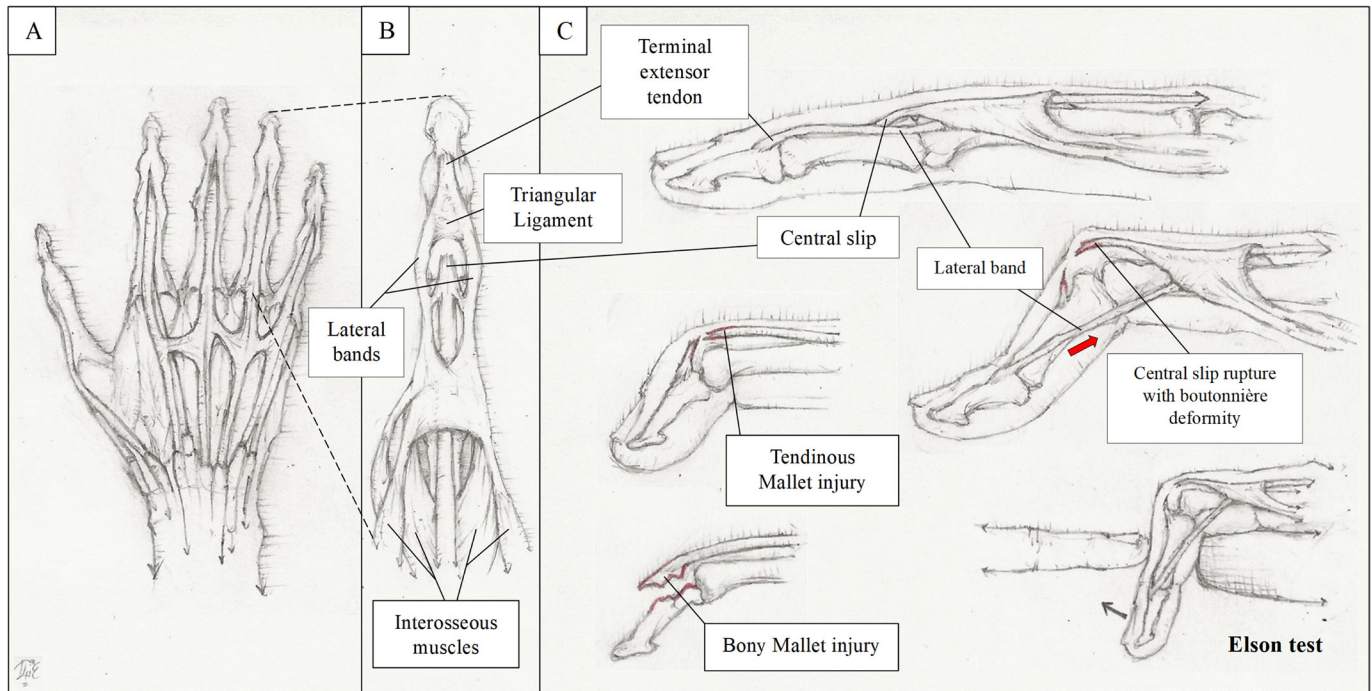 A
B
C
Terminal
extensor
tendon
Triangular
Ligament
Central slip
Lateral band
Lateral
bands
Central slip rupture
with boutonnière
deformity
Tendinous
Mallet injury
Interosseous
muscles
Bony Mallet injury
Elson test